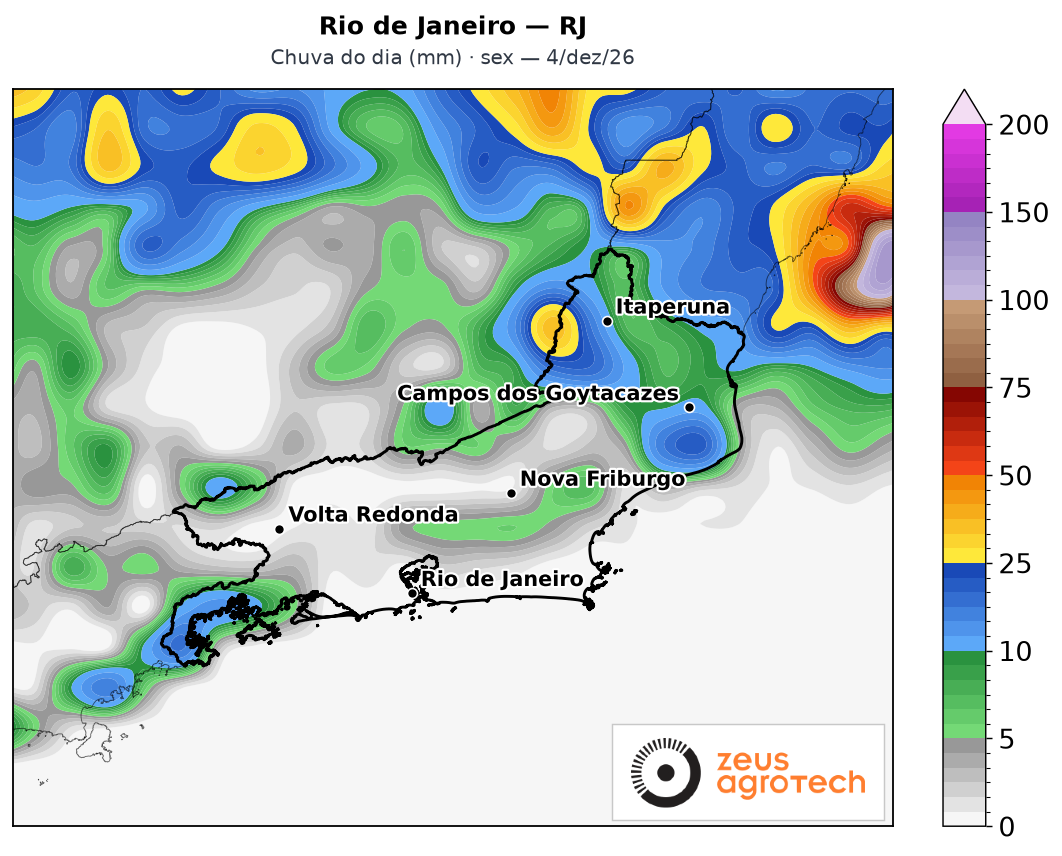 Rio de Janeiro — RJ
Chuva do dia (mm) · sex — 4/dez/26
Itaperuna
Campos dos Goytacazes
Nova Friburgo
Volta Redonda
Rio de Janeiro
200
150
100
75
50
25
10
5
0
zeus
agrotech